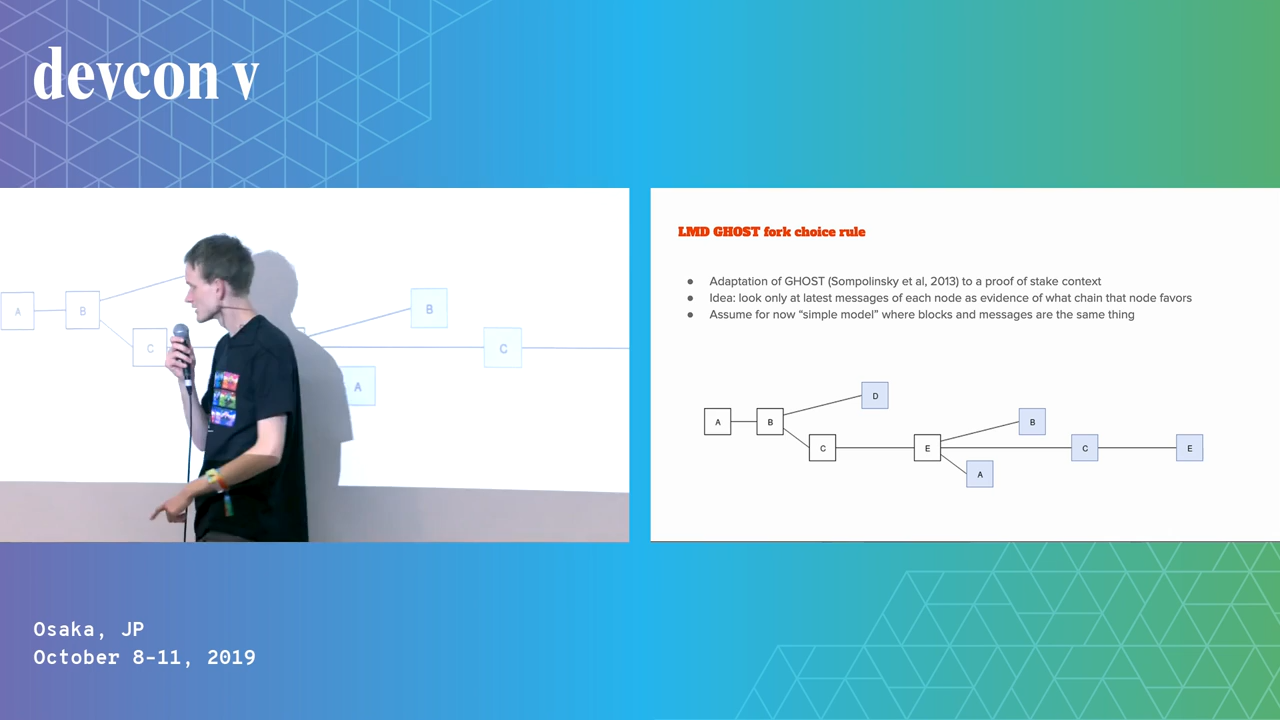 devcon v
A
B
C
B
C
A
LMD GHOST fork choice rule
● Adaptation of GHOST (Sompolinsky et al, 2013) to a proof of stake context
● Idea: look only at latest messages of each node as evidence of what chain that node favors
● Assume for now “simple model” where blocks and messages are the same thing
D
A
B
B
C
E
C
E
A
Osaka, JP
October 8-11, 2019